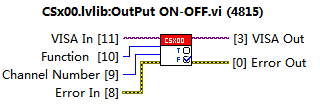 CSx00.lvlib:OutPut ON-OFF.vi (4815)
VISA In [11]
Function [10]
Channel Number [9]
Error In [8]
CSX00
T
F
[3] VISA Out
[0] Error Out